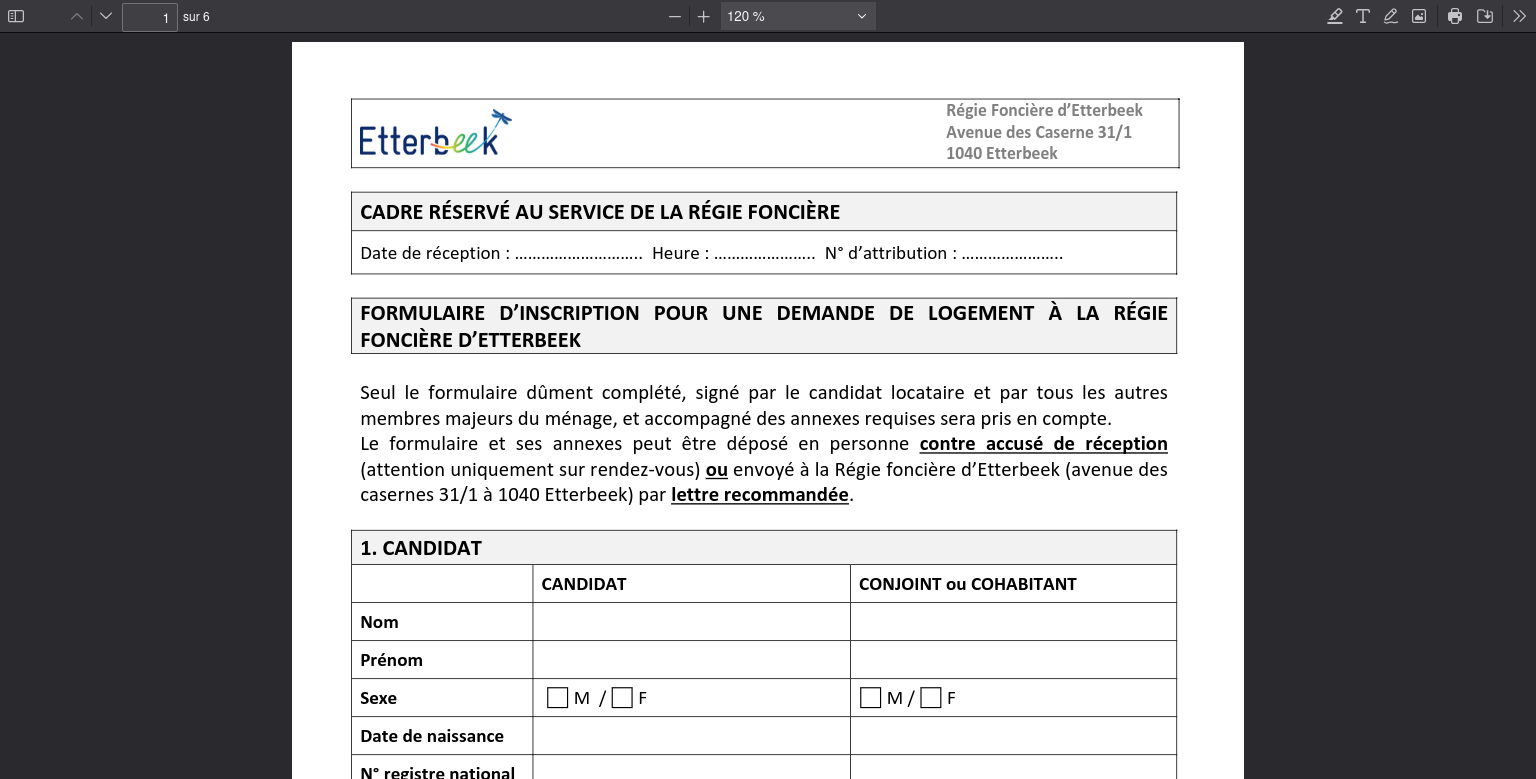 1 sur 6 120 %
Etterbeek
Régie Foncière d’Etterbeek
Avenue des Caserne 31/1
1040 Etterbeek
CADRE RÉSERVÉ AU SERVICE DE LA RÉGIE FONCIÈRE
Date de réception : ............................. Heure : ....................... N° d’attribution : .......................
FORMULAIRE D’INSCRIPTION POUR UNE DEMANDE DE LOGEMENT À LA RÉGIE
FONCIÈRE D’ETTERBEEK
Seul le formulaire dûment complété, signé par le candidat locataire et par tous les autres
membres majeurs du ménage, et accompagné des annexes requises sera pris en compte.
Le formulaire et ses annexes peut être déposé en personne contre accusé de réception
(attention uniquement sur rendez-vous) ou envoyé à la Régie foncière d’Etterbeek (avenue des
casernes 31/1 à 1040 Etterbeek) par lettre recommandée.
1. CANDIDAT
CANDIDAT CONJOINT ou COHABITANT
Nom
Prénom
Sexe M / F M / F
Date de naissance
N° registre national